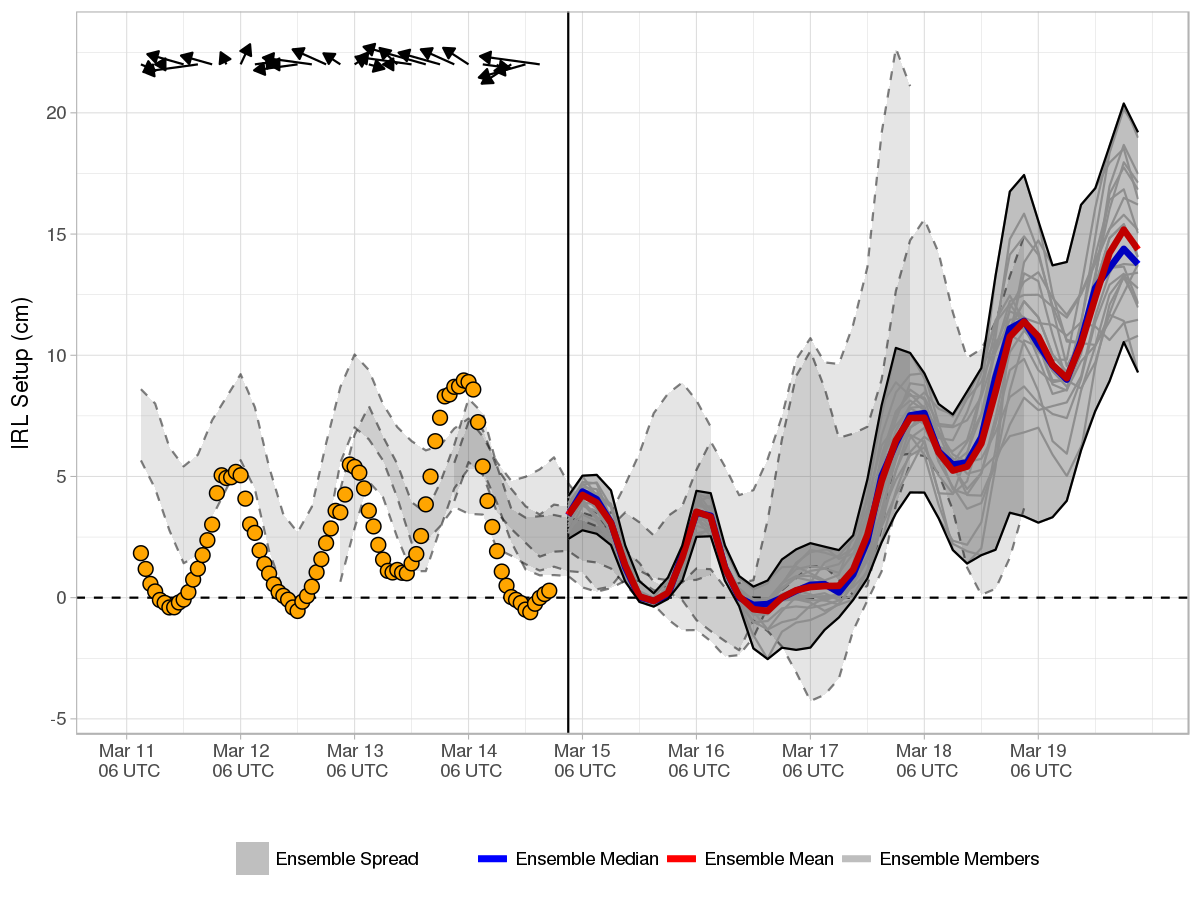 IRL Setup (cm)
20
15
10
5
0
-5
Mar 11 Mar 12 Mar 13 Mar 14 Mar 15 Mar 16 Mar 17 Mar 18 Mar 19
06 UTC 06 UTC 06 UTC 06 UTC 06 UTC 06 UTC 06 UTC 06 UTC 06 UTC
Ensemble Spread Ensemble Median Ensemble Mean Ensemble Members